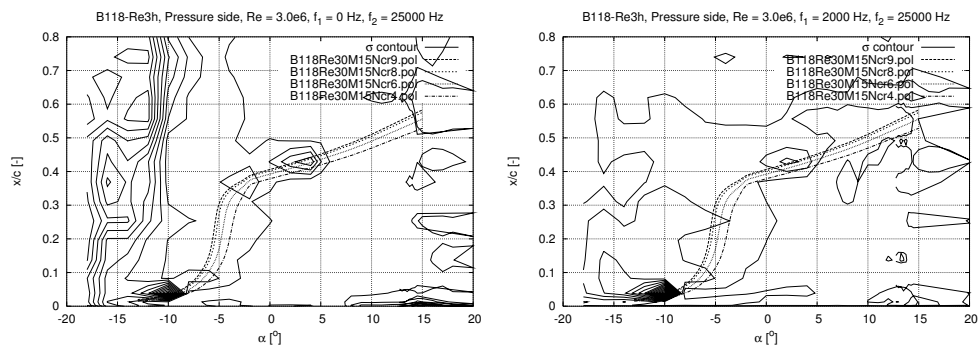 B118-Re3h, Pressure side, Re = 3.0e6, f1 = 0 Hz, f2 = 25000 Hz
σ contour
B118Re30M15Ncr9.pol
B118Re30M15Ncr8.pol
B118Re30M15Ncr6.pol
B118Re30M15Ncr4.pol
x/c [-]
0.8
0.7
0.6
0.5
0.4
0.3
0.2
0.1
0
-20 -15 -10 -5 0 5 10 15 20
α [°]
B118-Re3h, Pressure side, Re = 3.0e6, f1 = 2000 Hz, f2 = 25000 Hz
σ contour
B118Re30M15Ncr9.pol
B118Re30M15Ncr8.pol
B118Re30M15Ncr6.pol
B118Re30M15Ncr4.pol
x/c [-]
0.8
0.7
0.6
0.5
0.4
0.3
0.2
0.1
0
-20 -15 -10 -5 0 5 10 15 20
α [°]